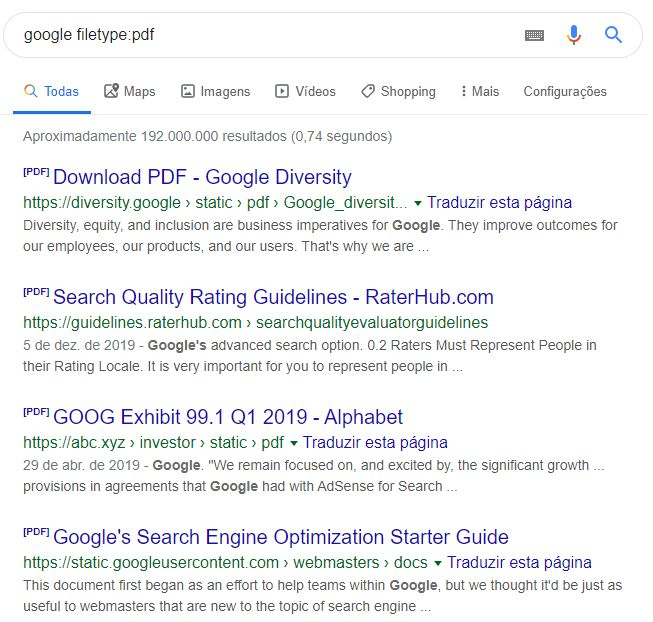 google filetype:pdf
Todas Maps Imagens Vídeos Shopping Mais Configurações
Aproximadamente 192.000.000 resultados (0,74 segundos)
[PDF] Download PDF - Google Diversity
https://diversity.google › static › pdf › Google_diversit... Traduzir esta página
Diversity, equity, and inclusion are business imperatives for Google. They improve outcomes for
our employees, our products, and our users. That's why we are ...
[PDF] Search Quality Rating Guidelines - RaterHub.com
https://guidelines.raterhub.com › searchqualityevaluatorguidelines
5 de dez. de 2019 - Google's advanced search option. 0.2 Raters Must Represent People in
their Rating Locale. It is very important for you to represent people in ...
[PDF] GOOG Exhibit 99.1 Q1 2019 - Alphabet
https://abc.xyz › investor › static › pdf Traduzir esta página
29 de abr. de 2019 - Google. "We remain focused on, and excited by, the significant growth ...
provisions in agreements that Google had with AdSense for Search ...
[PDF] Google's Search Engine Optimization Starter Guide
https://static.googleusercontent.com › webmasters › docs Traduzir esta página
This document first began as an effort to help teams within Google, but we thought it'd be just as
useful to webmasters that are new to the topic of search engine ...